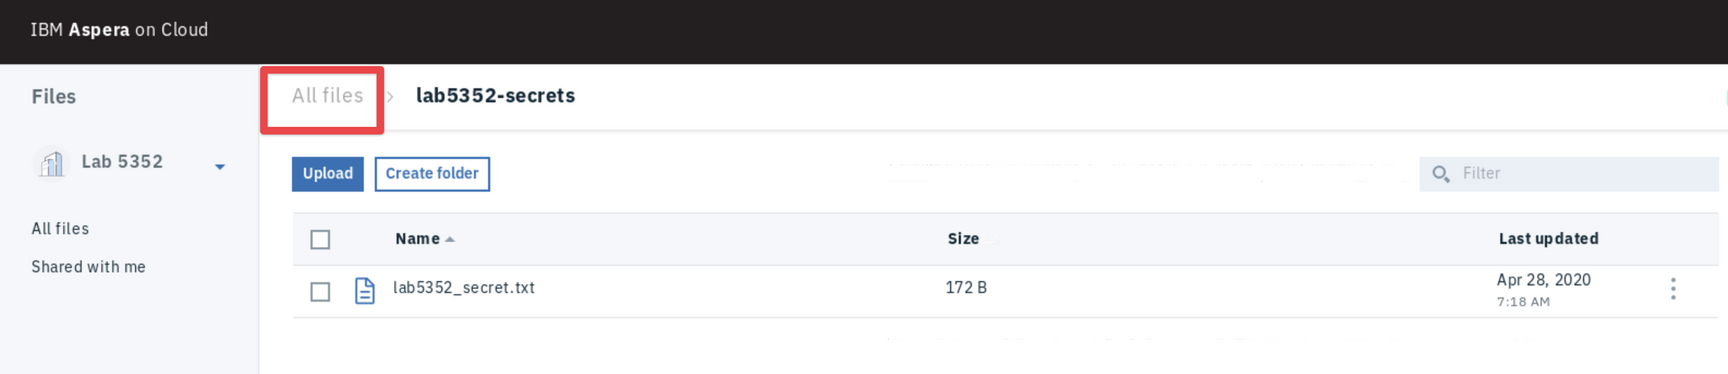 IBM Aspera on Cloud
Files
All files > lab5352-secrets
Lab 5352
Upload Create folder
Filter
All files
Shared with me
Name Size Last updated
lab5352_secret.txt 172 B Apr 28, 2020
7:18 AM